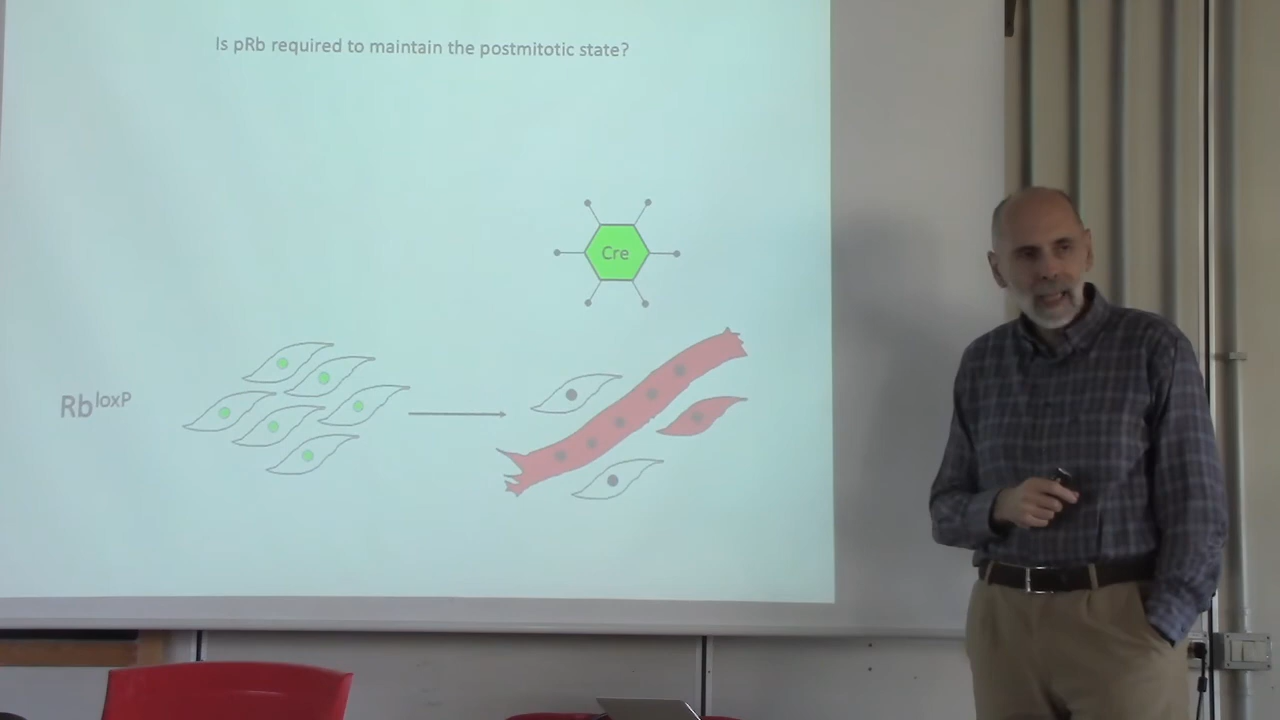 Is pRb required to maintain the postmitotic state?
Cre
Rb^loxP